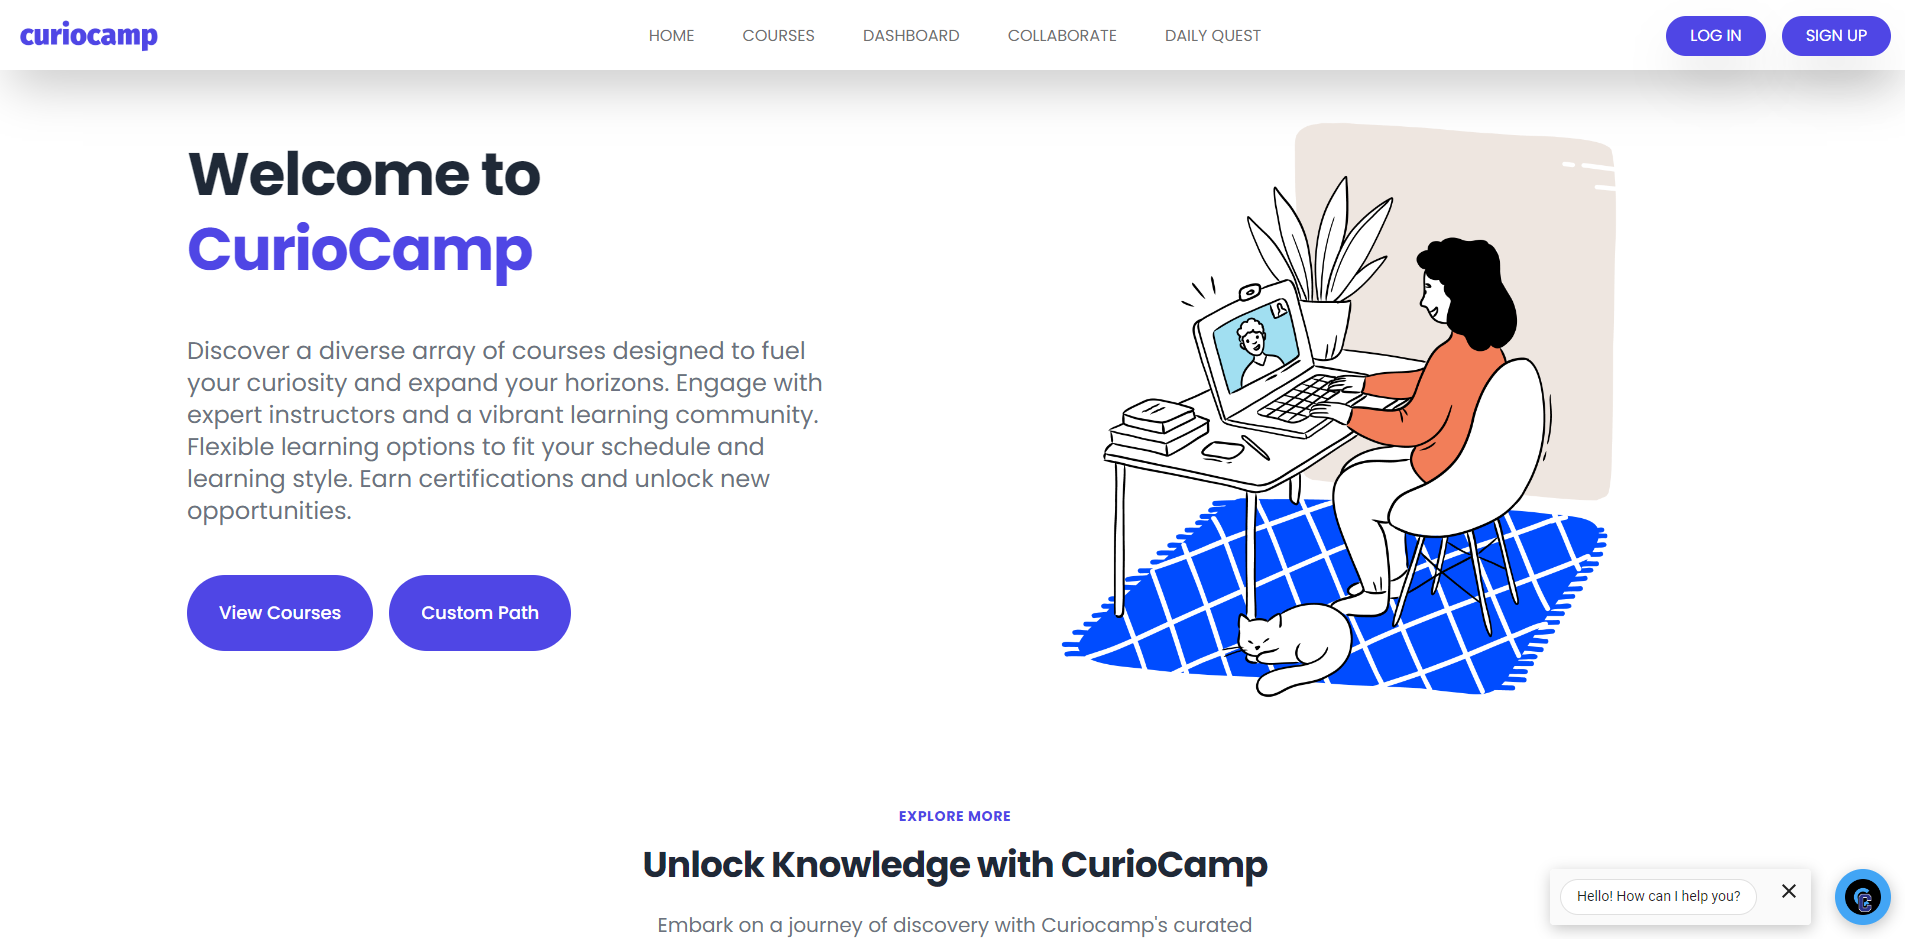 curiocamp
HOME COURSES DASHBOARD COLLABORATE DAILY QUEST
LOG IN SIGN UP
Welcome to
CurioCamp
Discover a diverse array of courses designed to fuel
your curiosity and expand your horizons. Engage with
expert instructors and a vibrant learning community.
Flexible learning options to fit your schedule and
learning style. Earn certifications and unlock new
opportunities.
View Courses Custom Path
EXPLORE MORE
Unlock Knowledge with CurioCamp
Embark on a journey of discovery with Curiocamp's curated
Hello! How can I help you?